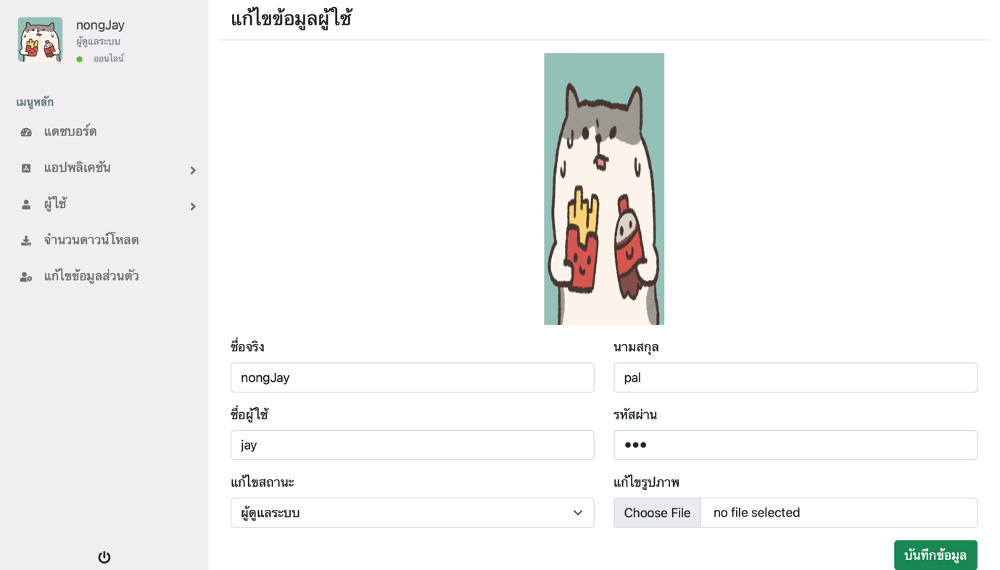 nongJay
ผู้ดูแลระบบ
ออนไลน์
เมนูหลัก
แดชบอร์ด
แอปพลิเคชัน
ผู้ใช้
จำนวนดาวน์โหลด
แก้ไขข้อมูลส่วนตัว
แก้ไขข้อมูลผู้ใช้
ชื่อจริง
นามสกุล
nongJay
pal
ชื่อผู้ใช้
รหัสผ่าน
jay
•••
แก้ไขสถานะ
แก้ไขรูปภาพ
ผู้ดูแลระบบ
Choose File no file selected
บันทึกข้อมูล